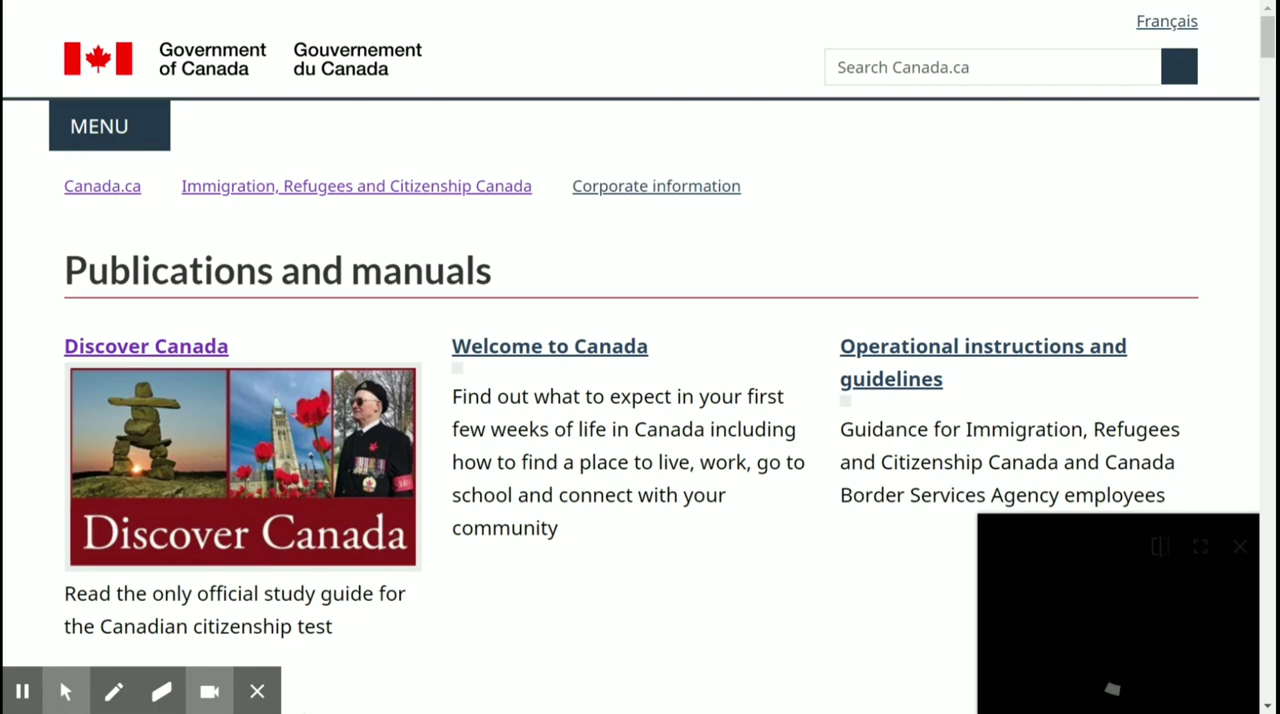 Français
Government
of Canada
Gouvernement
du Canada
Search Canada.ca
MENU
Canada.ca
Immigration, Refugees and Citizenship Canada
Corporate information
Publications and manuals
Discover Canada
Discover Canada
Read the only official study guide for
the Canadian citizenship test
Welcome to Canada
Find out what to expect in your first
few weeks of life in Canada including
how to find a place to live, work, go to
school and connect with your
community
Operational instructions and
guidelines
Guidance for Immigration, Refugees
and Citizenship Canada and Canada
Border Services Agency employees